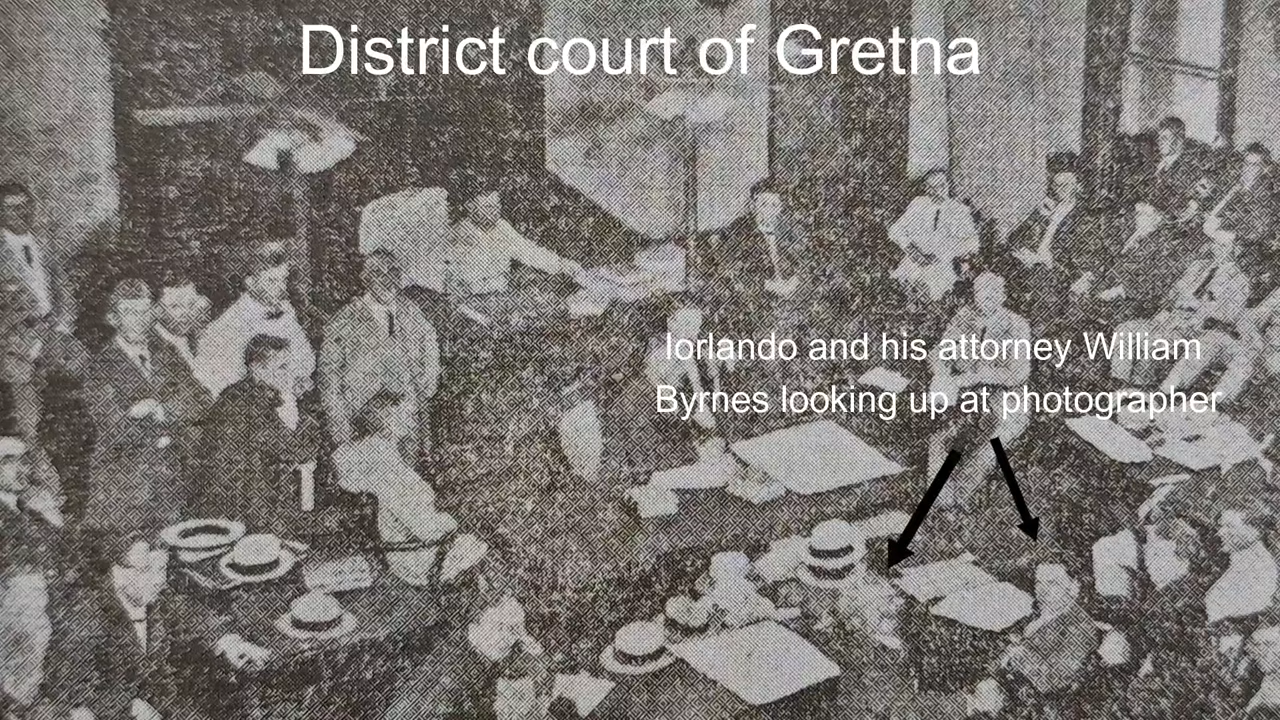 District court of Gretna
Iorlando and his attorney William
Byrnes looking up at photographer